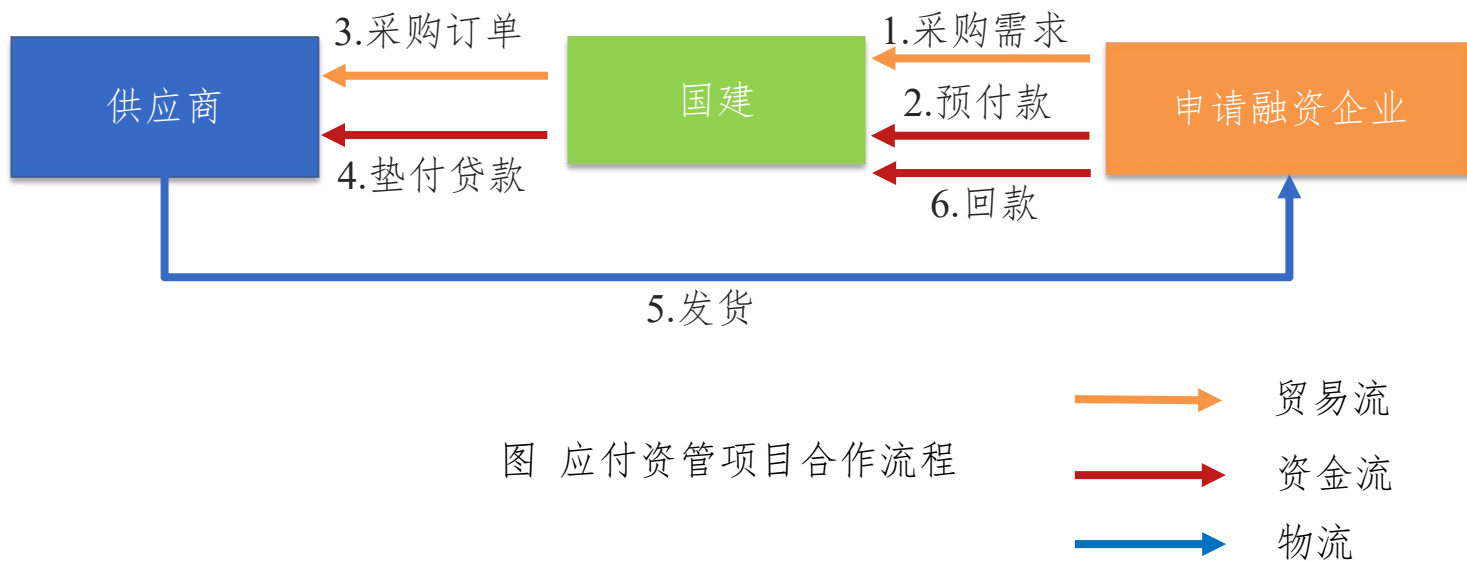 3.采购订单
1.采购需求
供应商
国建
申请融资企业
2.预付款
4.垫付贷款
6.回款
5.发货
贸易流
图 应付资管项目合作流程
资金流
物流